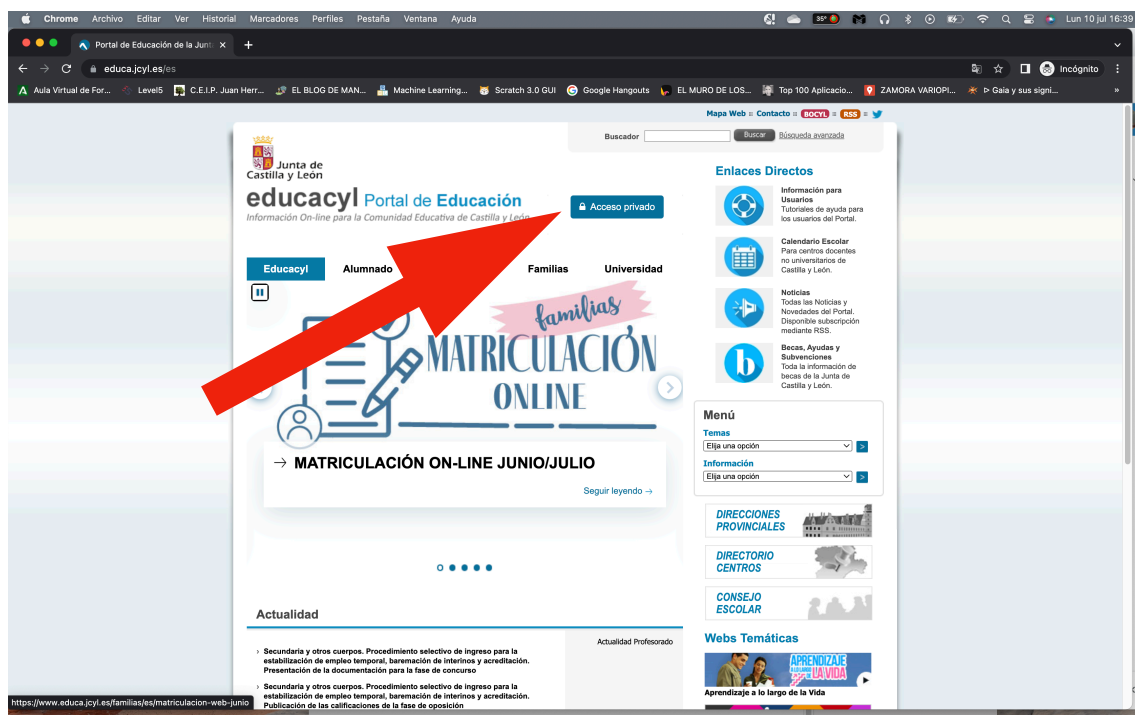 Chrome Archivo Editar Ver Historial Marcadores Perfiles Pestaña Ventana Ayuda
35° Lun 10 jul 16:39
Portal de Educación de la Junta
educa.jcyl.es/es
Incógnito
Aula Virtual de For... Level5 C.E.I.P. Juan Herr... EL BLOG DE MAN... Machine Learning... Scratch 3.0 GUI Google Hangouts EL MURO DE LOS... Top 100 Aplicacio... ZAMORA VARIOPI... ᐅ Gaia y sus signi... »
Mapa Web :: Contacto :: BOCYL :: RSS ::
Buscador Buscar Búsqueda avanzada
Junta de
Castilla y León
educacyl Portal de Educación
Información On-line para la Comunidad Educativa de Castilla y León
Acceso privado
Educacyl Alumnado Familias Universidad
familias
MATRICULACIÓN
ONLINE
→ MATRICULACIÓN ON-LINE JUNIO/JULIO
Seguir leyendo →
Actualidad
Actualidad Profesorado
› Secundaria y otros cuerpos. Procedimiento selectivo de ingreso para la
estabilización de empleo temporal, baremación de interinos y acreditación.
Presentación de la documentación para la fase de concurso
› Secundaria y otros cuerpos. Procedimiento selectivo de ingreso para la
estabilización de empleo temporal, baremación de interinos y acreditación.
Publicación de las calificaciones de la fase de oposición
Enlaces Directos
Información para
Usuarios
Tutoriales de ayuda para
los usuarios del Portal.
Calendario Escolar
Para centros docentes
no universitarios de
Castilla y León.
Noticias
Todas las Noticias y
Novedades del Portal.
Disponible subscripción
mediante RSS.
b
Becas, Ayudas y
Subvenciones
Toda la información de
becas de la Junta de
Castilla y León.
Menú
Temas
Elija una opción >
Información
Elija una opción >
DIRECCIONES
PROVINCIALES
DIRECTORIO
CENTROS
CONSEJO
ESCOLAR
Webs Temáticas
APRENDIZAJE
A LO LARGO DE LA VIDA
Aprendizaje a lo largo de la Vida
https://www.educa.jcyl.es/familias/es/matriculacion-web-junio